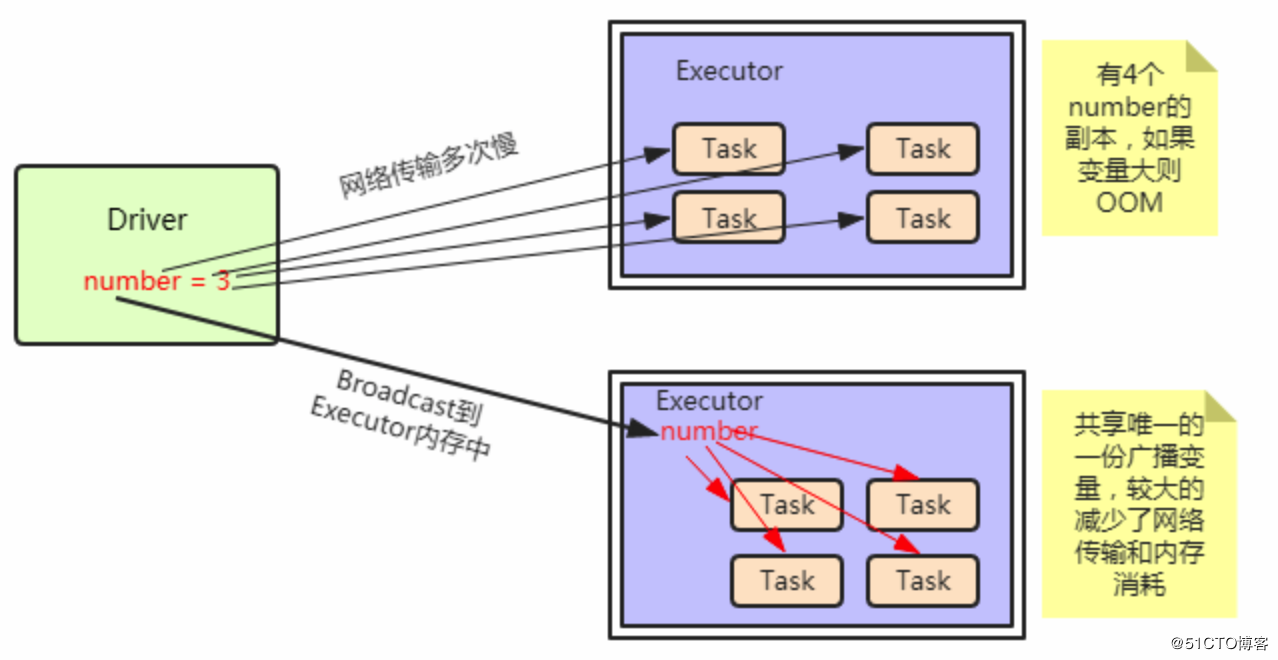 Executor
Task
Task
Task
Task
有4个
number的
副本，如果
变量大则
OOM
网络传输多次慢
Driver
number = 3
Broadcast到
Executor内存中
Executor
number
Task
Task
Task
Task
共享唯一的
一份广播变
量，较大的
减少了网络
传输和内存
消耗
@51CTO博客